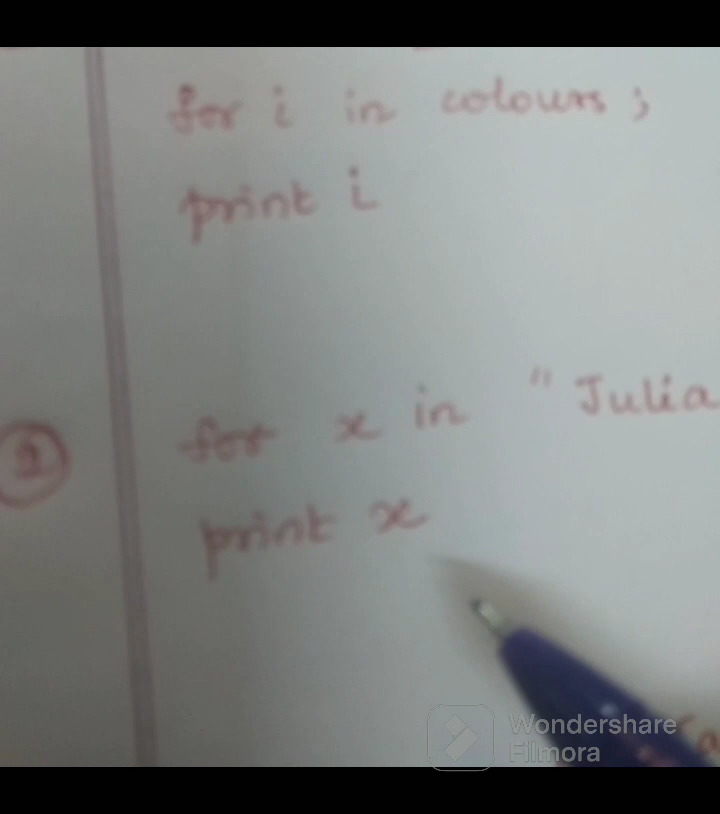 for i in colours ;
print i
2 for x in "Julia
print x
Wondershare
Filmora